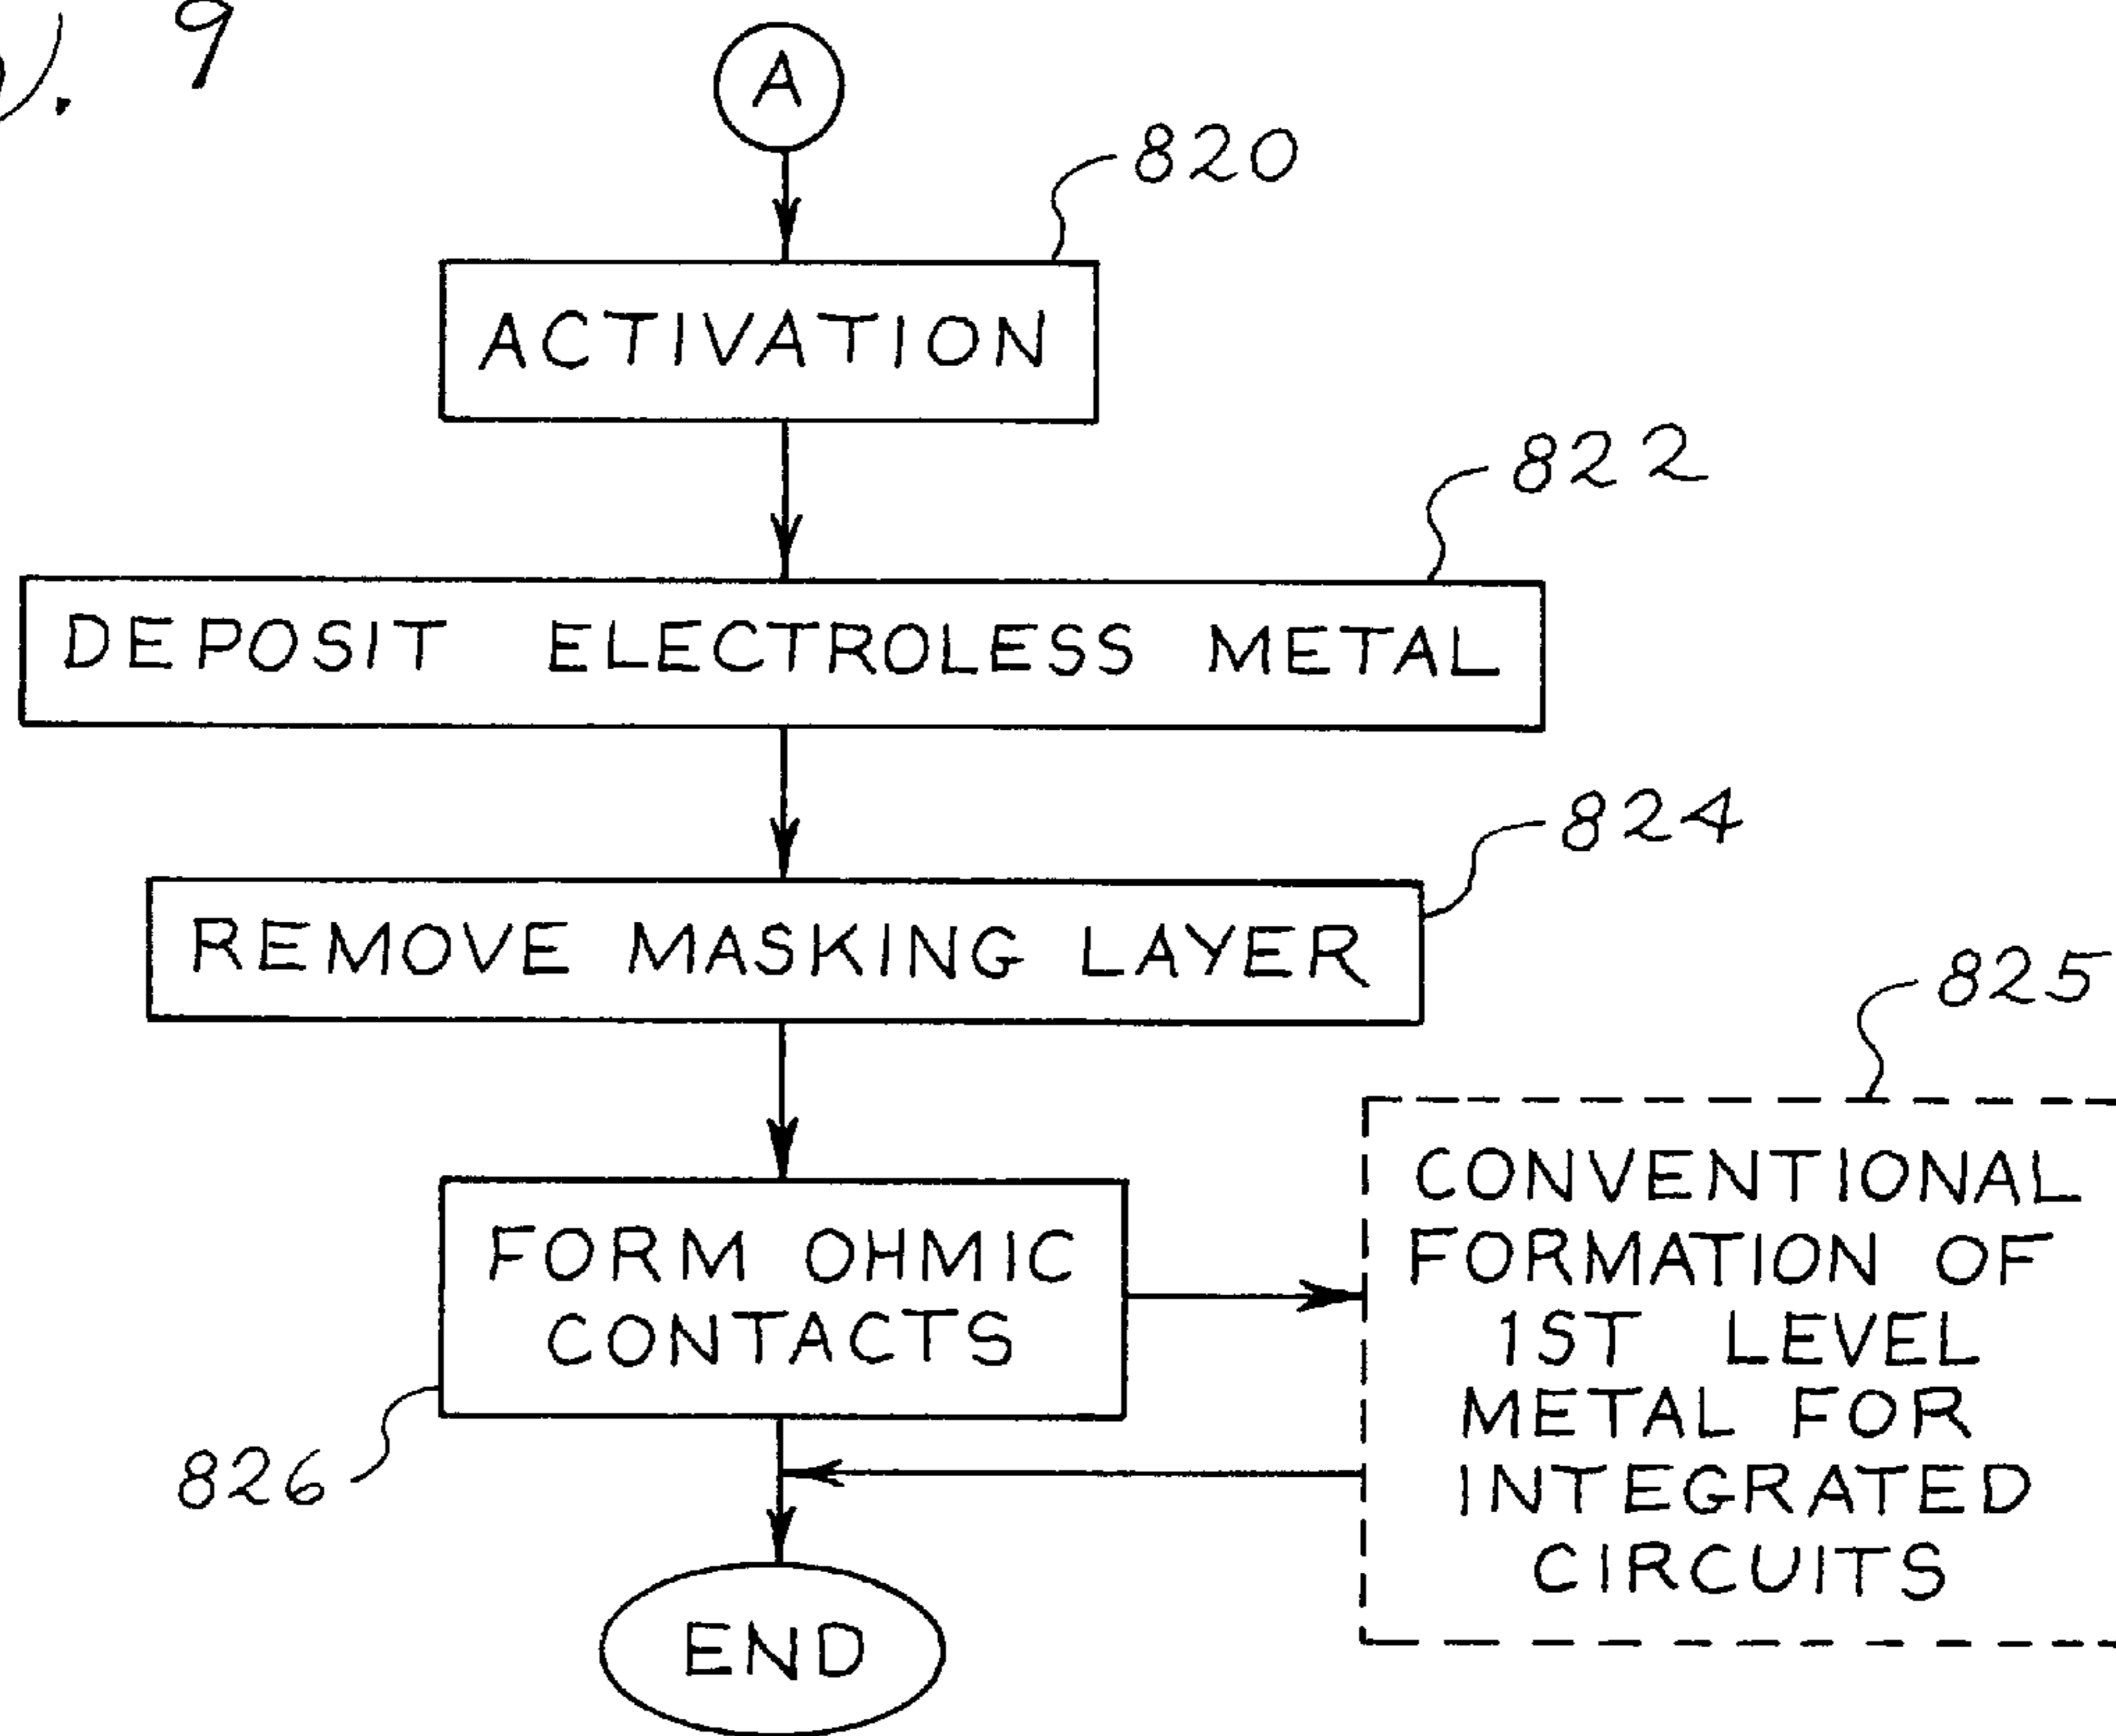 9
A
820
ACTIVATION
822
DEPOSIT ELECTROLESS METAL
824
REMOVE MASKING LAYER
825
FORM OHMIC
CONTACTS
826
CONVENTIONAL
FORMATION OF
1ST LEVEL
METAL FOR
INTEGRATED
CIRCUITS
END